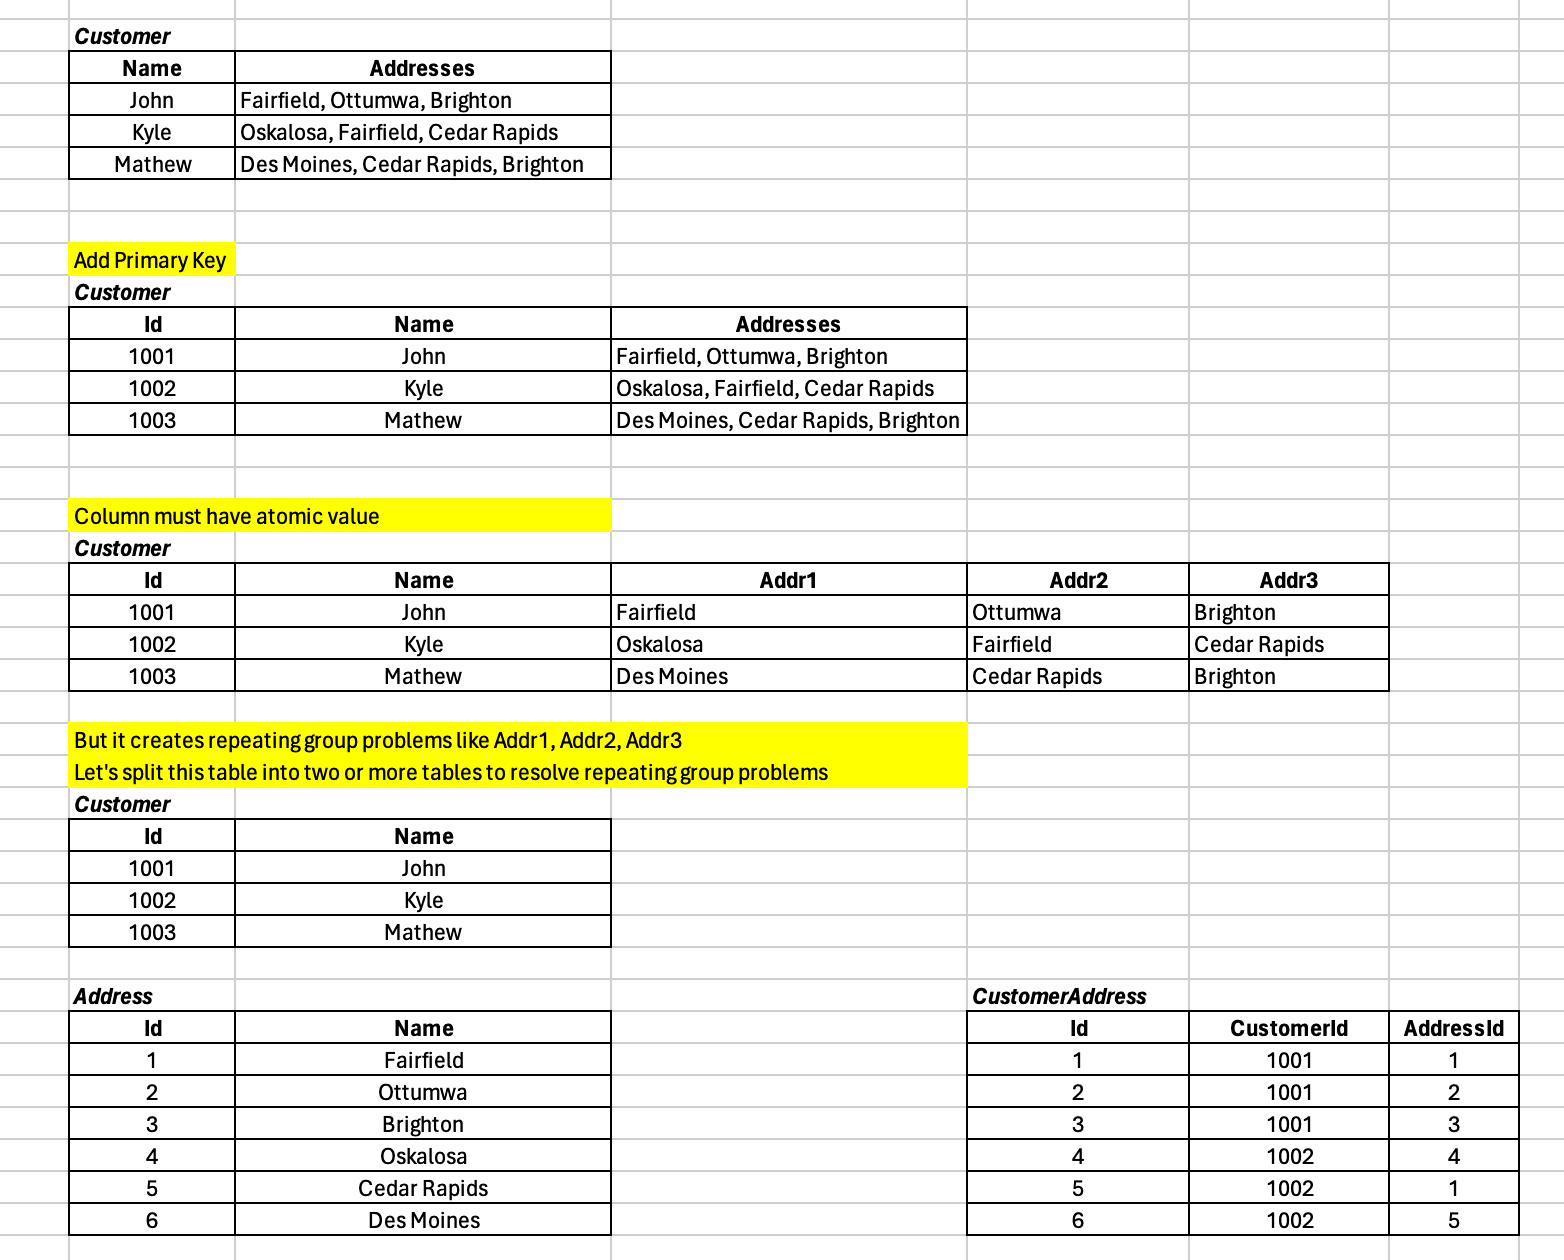 Customer
Name Addresses
John Fairfield, Ottumwa, Brighton
Kyle Oskalosa, Fairfield, Cedar Rapids
Mathew Des Moines, Cedar Rapids, Brighton
Add Primary Key
Customer
Id Name Addresses
1001 John Fairfield, Ottumwa, Brighton
1002 Kyle Oskalosa, Fairfield, Cedar Rapids
1003 Mathew Des Moines, Cedar Rapids, Brighton
Column must have atomic value
Customer
Id Name Addr1 Addr2 Addr3
1001 John Fairfield Ottumwa Brighton
1002 Kyle Oskalosa Fairfield Cedar Rapids
1003 Mathew Des Moines Cedar Rapids Brighton
But it creates repeating group problems like Addr1, Addr2, Addr3
Let's split this table into two or more tables to resolve repeating group problems
Customer
Id Name
1001 John
1002 Kyle
1003 Mathew
Address
Id Name
1 Fairfield
2 Ottumwa
3 Brighton
4 Oskalosa
5 Cedar Rapids
6 Des Moines
CustomerAddress
Id CustomerId AddressId
1 1001 1
2 1001 2
3 1001 3
4 1002 4
5 1002 1
6 1002 5